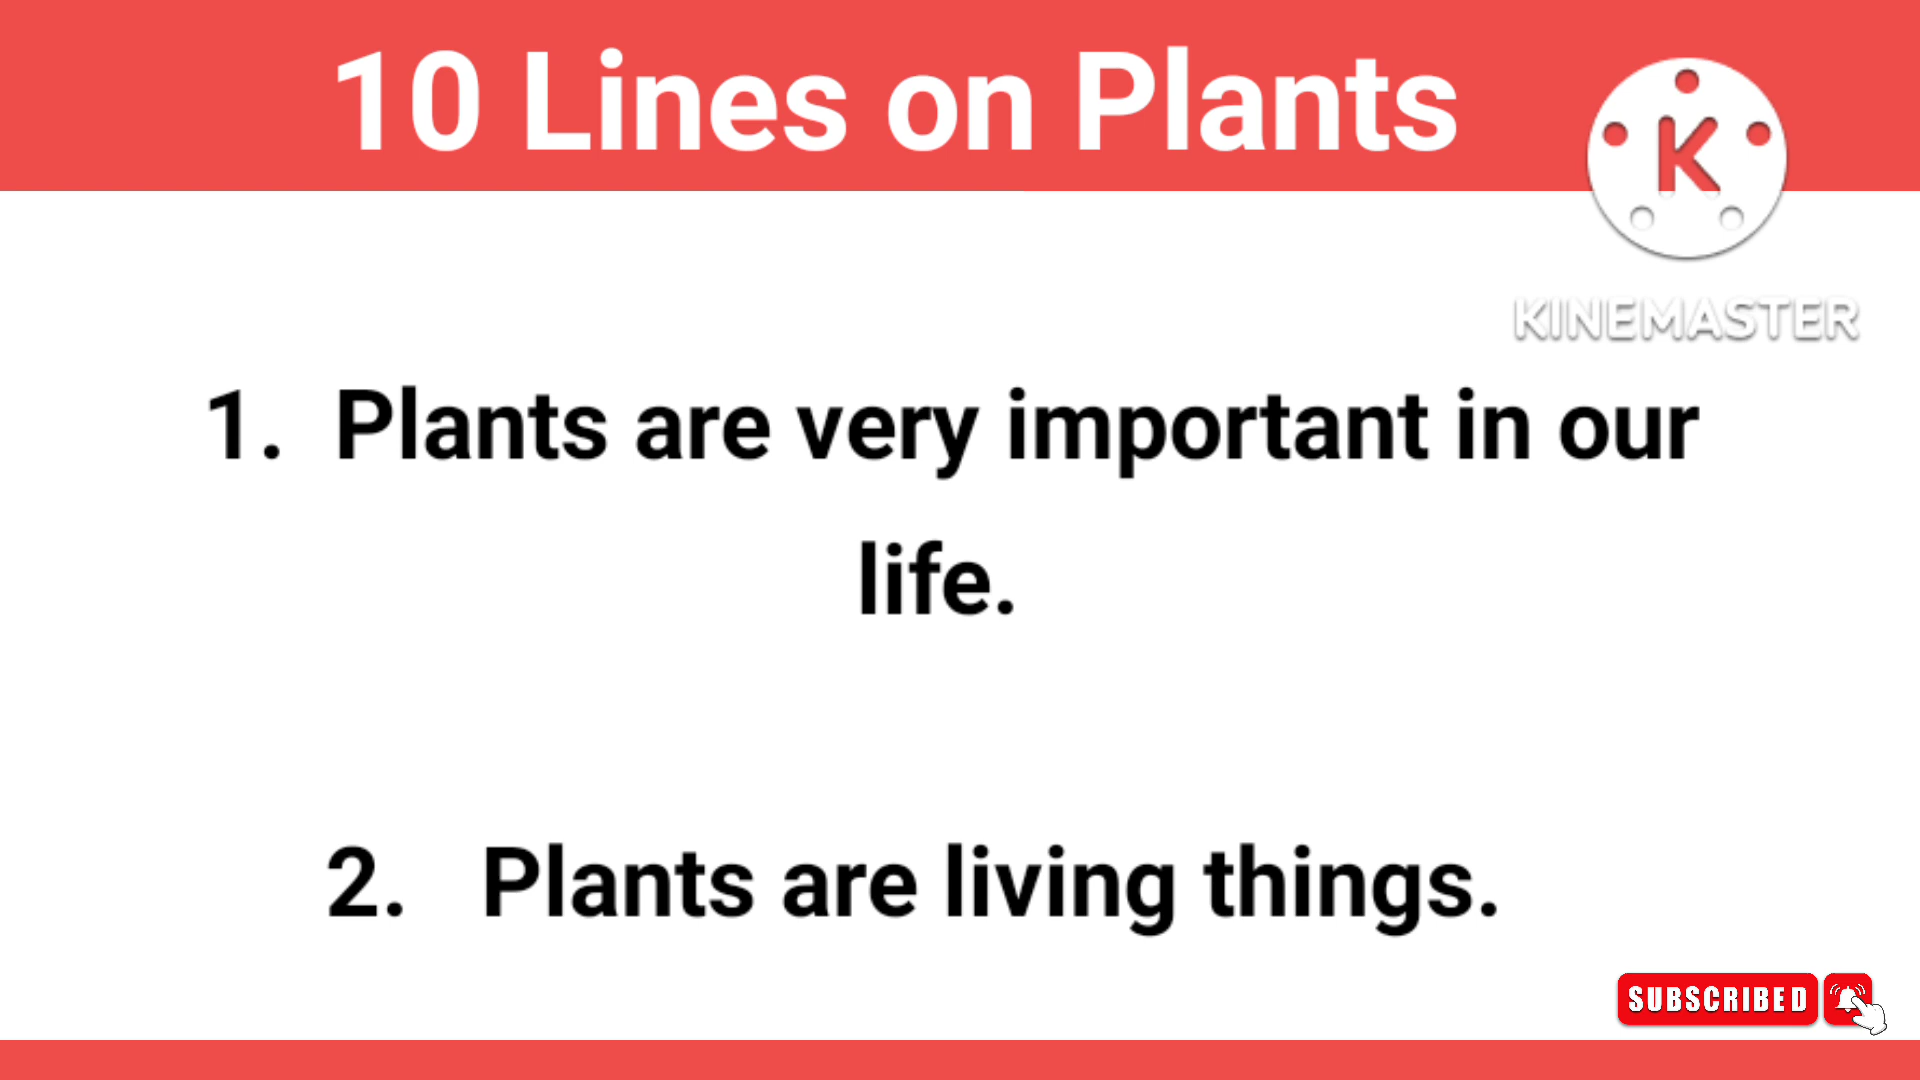 10 Lines on Plants
K
KINEMASTER
1. Plants are very important in our
life.
2. Plants are living things.
SUBSCRIBED